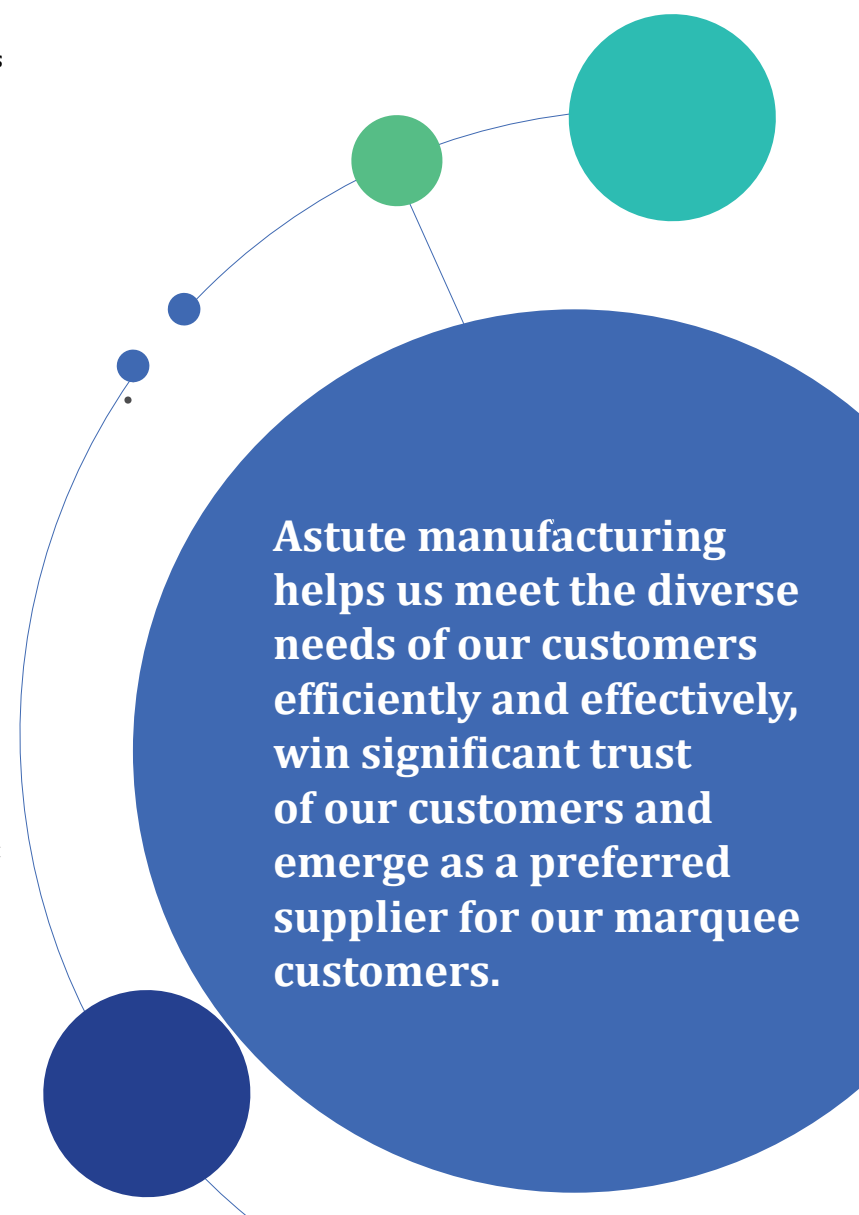 Astute manufacturing
helps us meet the diverse
needs of our customers
efficiently and effectively,
win significant trust
of our customers and
emerge as a preferred
supplier for our marquee
customers.